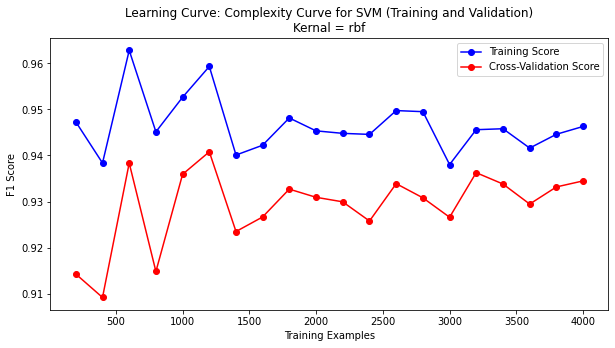 Learning Curve: Complexity Curve for SVM (Training and Validation)
Kernal = rbf
Training Score
Cross-Validation Score
F1 Score
0.96
0.95
0.94
0.93
0.92
0.91
500 1000 1500 2000 2500 3000 3500 4000
Training Examples